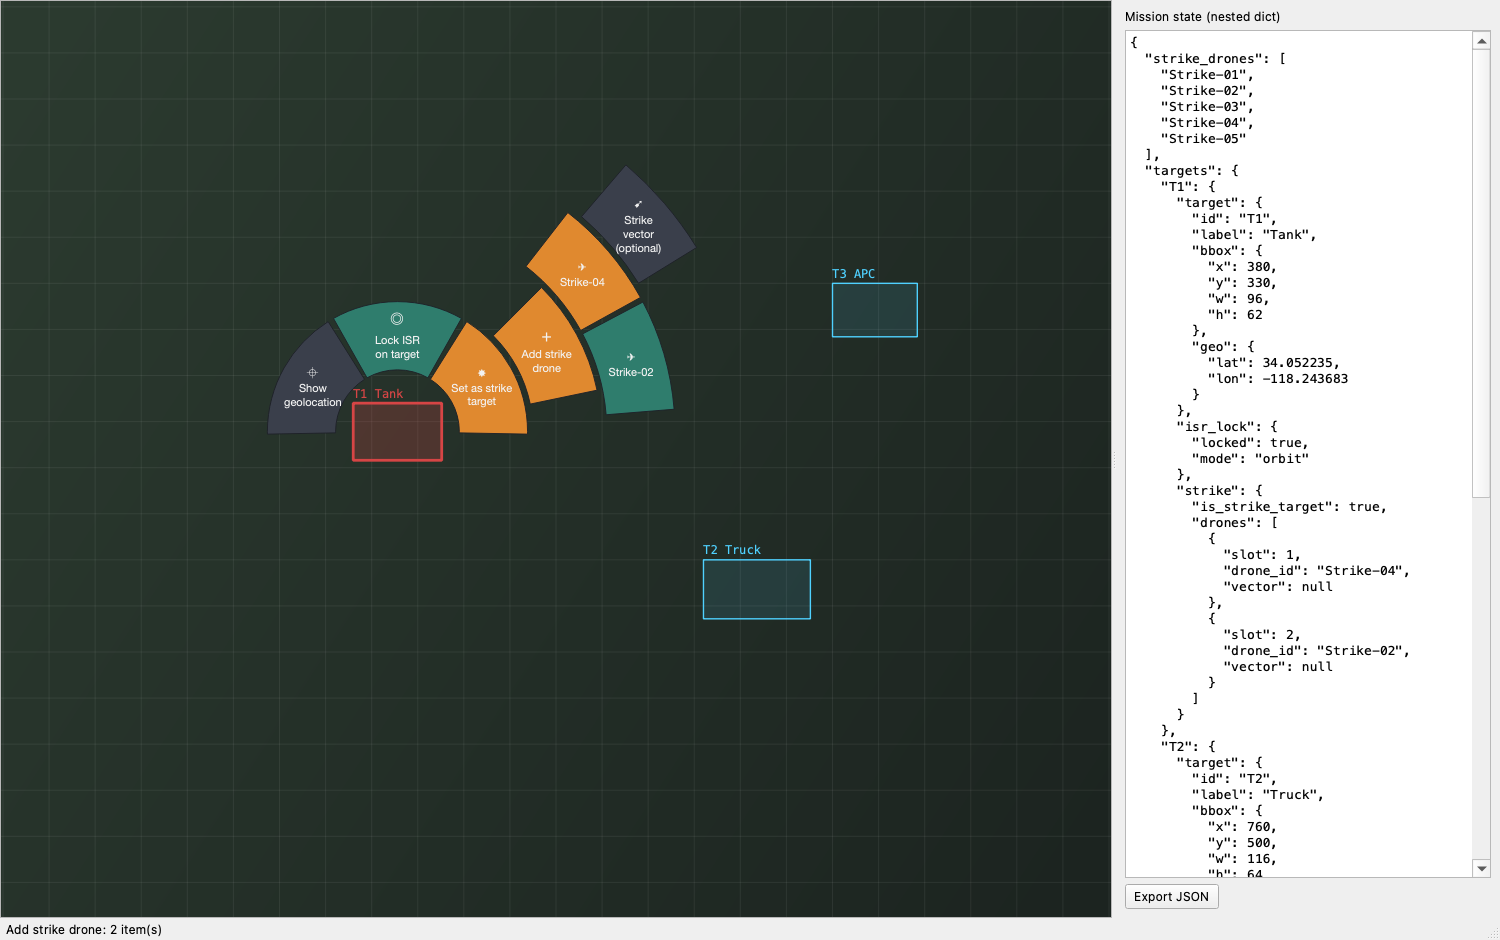 Strike
vector
(optional)
Strike-04
T3 APC
Lock ISR
on target
Add strike
drone
Strike-02
Show
geolocation
T1 Tank
Set as strike
target
T2 Truck
Mission state (nested dict)
{
"strike_drones": [
"Strike-01",
"Strike-02",
"Strike-03",
"Strike-04",
"Strike-05"
],
"targets": {
"T1": {
"target": {
"id": "T1",
"label": "Tank",
"bbox": {
"x": 380,
"y": 330,
"w": 96,
"h": 62
},
"geo": {
"lat": 34.052235,
"lon": -118.243683
}
},
"isr_lock": {
"locked": true,
"mode": "orbit"
},
"strike": {
"is_strike_target": true,
"drones": [
{
"slot": 1,
"drone_id": "Strike-04",
"vector": null
},
{
"slot": 2,
"drone_id": "Strike-02",
"vector": null
}
]
}
},
"T2": {
"target": {
"id": "T2",
"label": "Truck",
"bbox": {
"x": 760,
"y": 500,
"w": 116,
"h": 64
Export JSON
Add strike drone: 2 item(s)